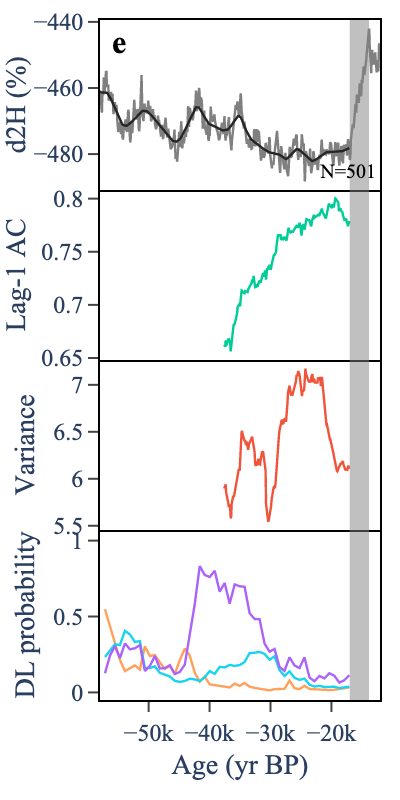 e
d2H (%)
−440
−460
−480
N=501
Lag-1 AC
0.8
0.75
0.7
0.65
Variance
7
6.5
6
5.5
DL probability
1
0.5
0
−50k −40k −30k −20k
Age (yr BP)